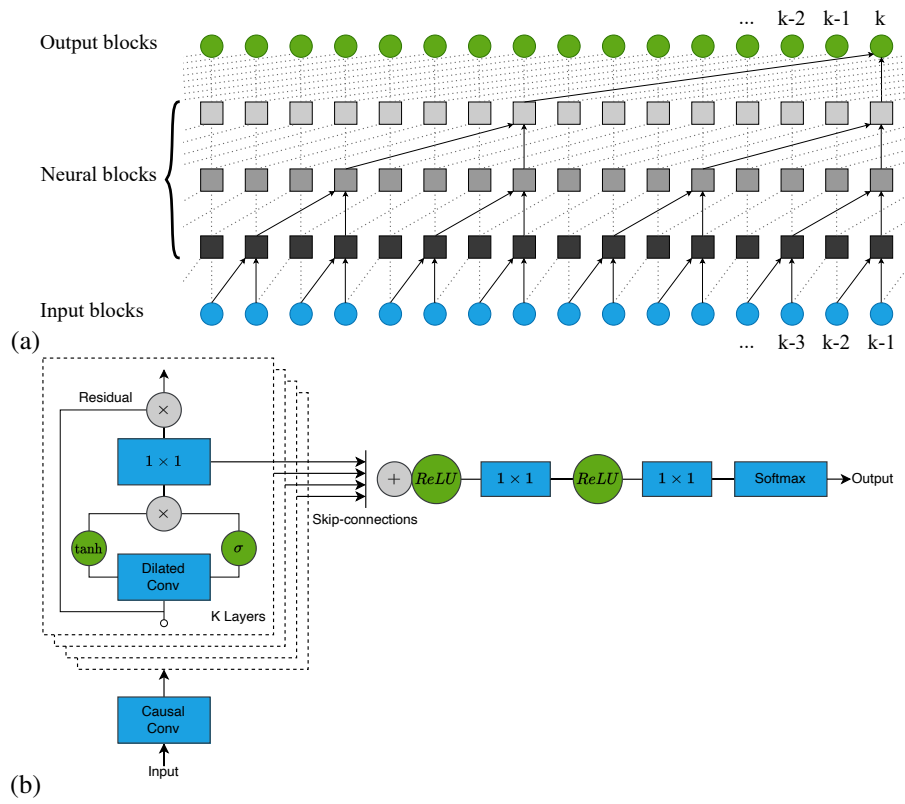 ... k-2 k-1 k
Output blocks
Neural blocks
Input blocks
... k-3 k-2 k-1
(a)
Residual
×
1 × 1
×
tanh
σ
Dilated
Conv
K Layers
Skip-connections
+
ReLU
1 × 1
ReLU
1 × 1
Softmax
Output
Causal
Conv
Input
(b)